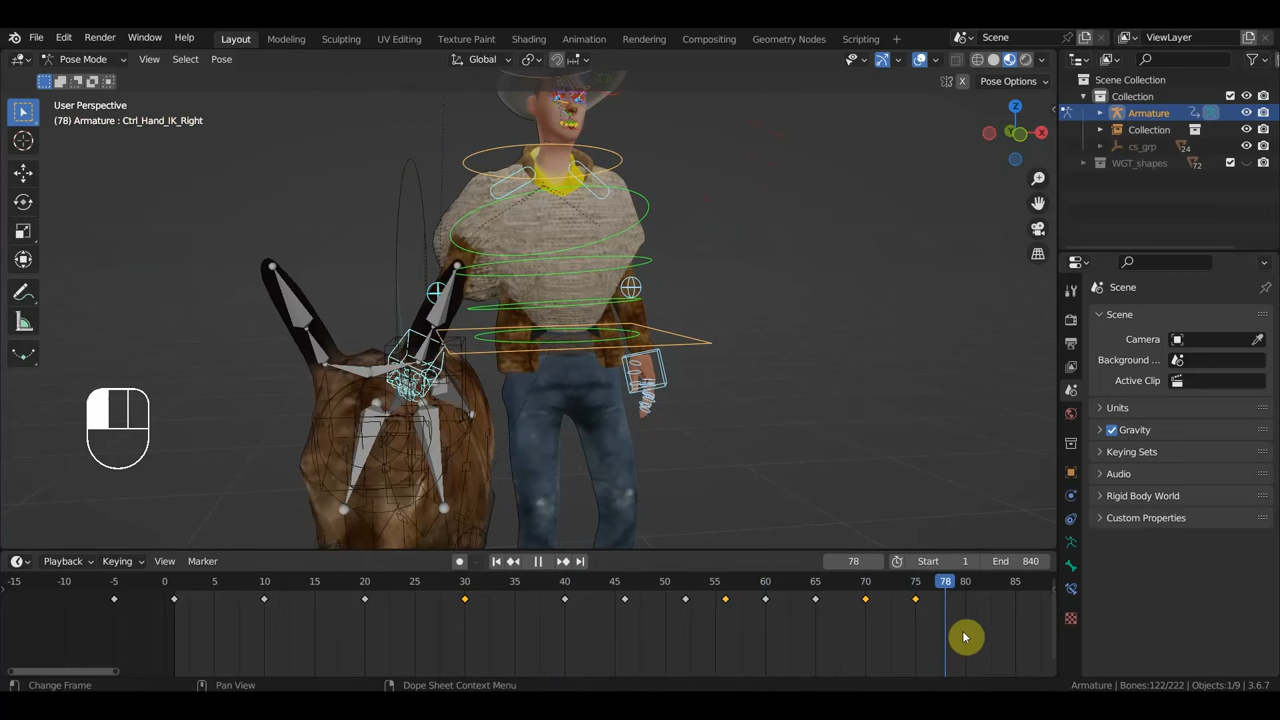 File Edit Render Window Help Layout Modeling Sculpting UV Editing Texture Paint Shading Animation Rendering Compositing Geometry Nodes Scripting + Scene ViewLayer
Pose Mode View Select Pose Global
X Pose Options
User Perspective
(78) Armature : Ctrl_Hand_IK_Right
Z
Y X
Scene Collection
Collection
Armature
Collection
cs_grp 24
WGT_shapes 72
Scene
Scene
Camera
Background ...
Active Clip
Units
Gravity
Keying Sets
Audio
Rigid Body World
Custom Properties
Playback Keying View Marker 78 Start 1 End 840
-15 -10 -5 1 5 10 15 20 25 30 35 40 45 50 55 60 65 70 75 78 80 85
Change Frame Pan View Dope Sheet Context Menu Armature | Bones:122/222 | Objects:1/9 | 3.6.7